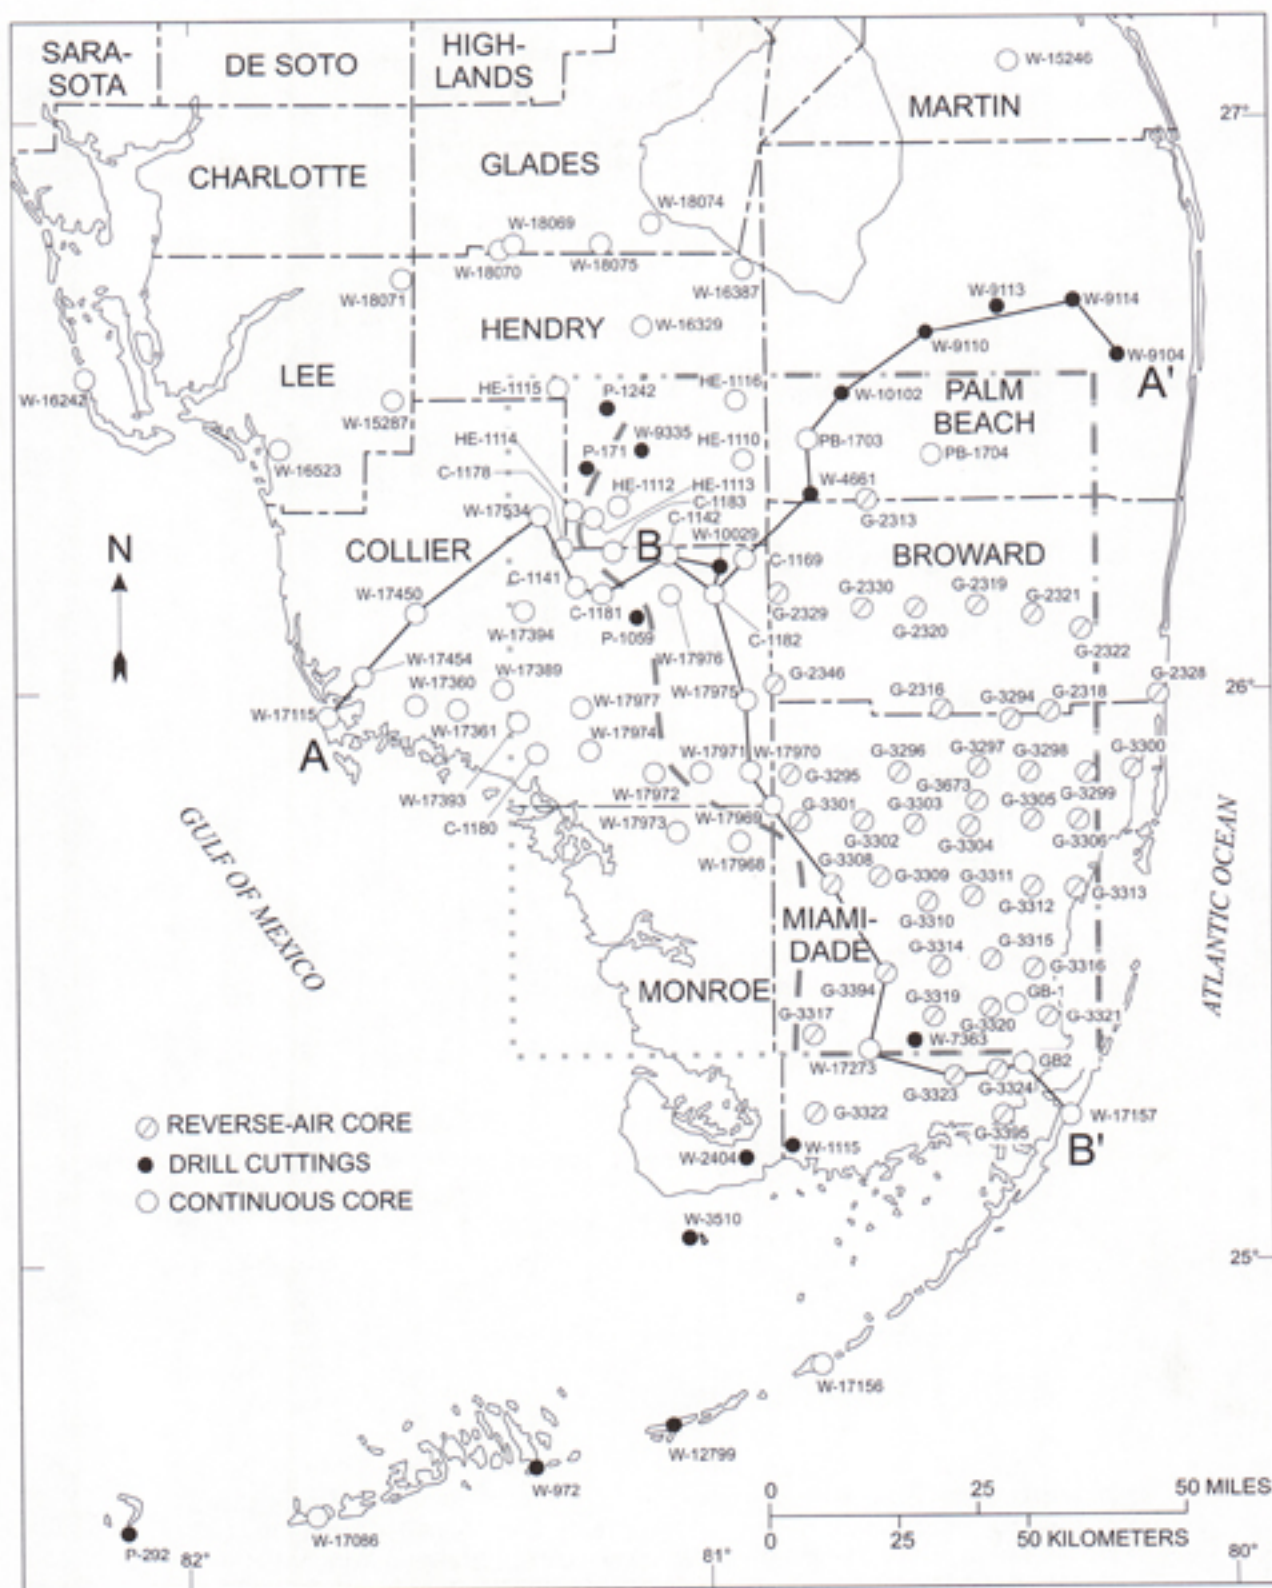 SARA-
SOTA
DE SOTO
HIGH-
LANDS
W-15246
MARTIN
27°
CHARLOTTE
GLADES
W-18074
W-18069
W-18070
W-18075
W-18071
W-16387
W-9113
W-9114
HENDRY
W-16329
W-9110
W-9104
A'
LEE
W-16242
HE-1115
P-1242
HE-1116
W-10102
PALM
BEACH
W-15287
W-9335
HE-1114
P-171
HE-1110
PB-1703
PB-1704
W-16523
C-1178
HE-1112
HE-1113
W-4661
C-1183
W-17534
C-1142
G-2313
N
COLLIER
B
W-10029
C-1169
BROWARD
C-1141
W-17450
C-1181
G-2330
G-2319
G-2321
G-2329
G-2320
W-17394
P-1059
C-1182
G-2322
W-17454
W-17976
W-17389
W-17360
G-2346
G-2328
26°
W-17977
W-17975
G-2316
G-3294
G-2318
W-17115
W-17361
W-17974
A
W-17971
W-17970
G-3296
G-3297
G-3298
G-3300
G-3295
G-3673
W-17393
W-17972
G-3301
G-3303
G-3305
G-3299
C-1180
W-17973
W-17969
G-3302
G-3304
G-3306
W-17968
G-3308
G-3309
G-3311
G-3310
G-3312
G-3313
GULF OF MEXICO
ATLANTIC OCEAN
MIAMI-
DADE
G-3314
G-3315
G-3316
MONROE
G-3394
G-3319
GB-1
G-3317
G-3320
G-3321
W-7363
W-17273
GB2
G-3323
G-3324
REVERSE-AIR CORE
G-3322
G-3395
W-17157
DRILL CUTTINGS
W-2404
W-1115
B'
CONTINUOUS CORE
W-3510
25°
W-17156
W-12799
W-972
0
25
50 MILES
W-17086
0
25
50 KILOMETERS
P-292
82°
81°
80°